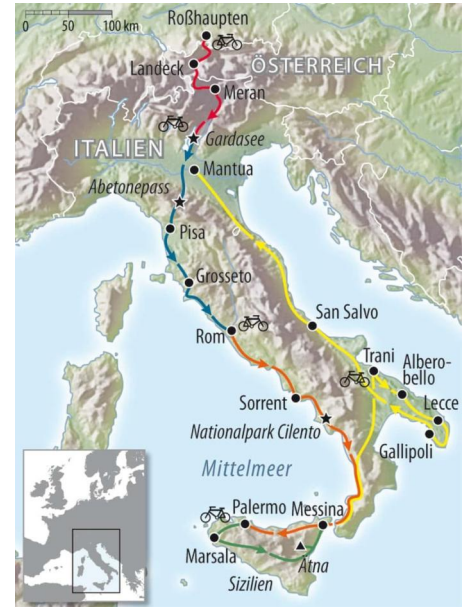 0 50 100 km
Roßhaupten
Landeck
ÖSTERREICH
Meran
ITALIEN
Gardasee
Mantua
Abetonepass
Pisa
Grosseto
San Salvo
Rom
Trani
Albero-
bello
Sorrent
Lecce
Nationalpark Cilento
Gallipoli
Mittelmeer
Palermo
Messina
Marsala
Ätna
Sizilien